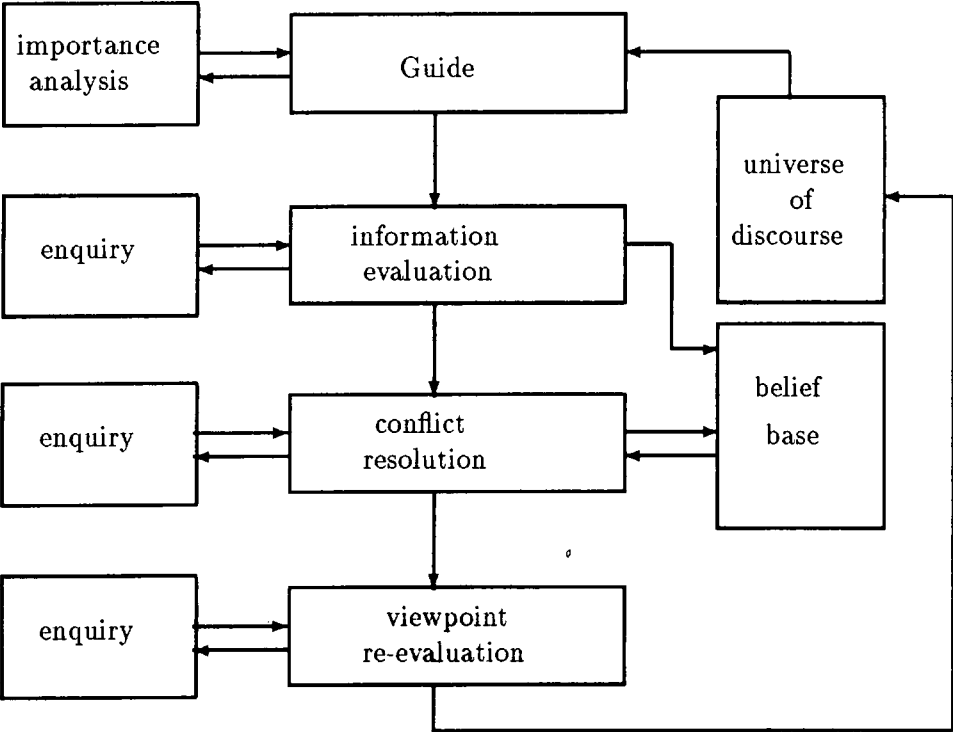 importance
analysis
Guide
universe
of
discourse
enquiry
information
evaluation
belief
base
enquiry
conflict
resolution
enquiry
viewpoint
re-evaluation